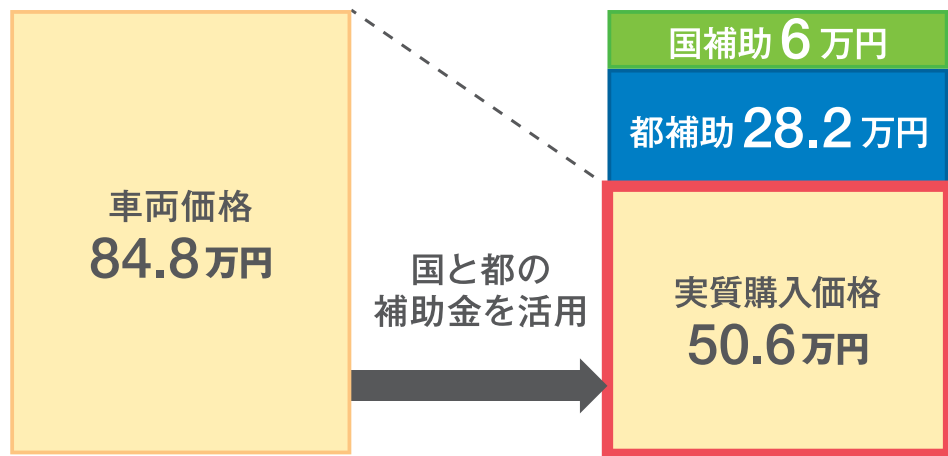 車両価格
84.8万円
国と都の
補助金を活用
国補助6万円
都補助28.2万円
実質購入価格
50.6万円